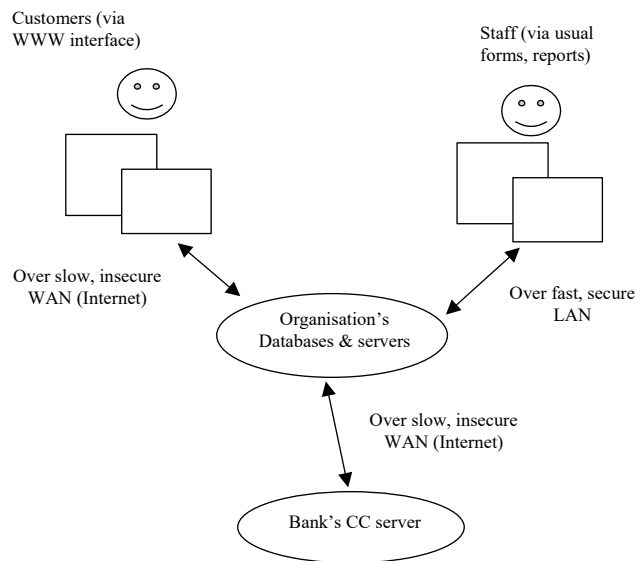 Customers (via
WWW interface)
Staff (via usual
forms, reports)
Over slow, insecure
WAN (Internet)
Over fast, secure
LAN
Organisation’s
Databases & servers
Over slow, insecure
WAN (Internet)
Bank’s CC server